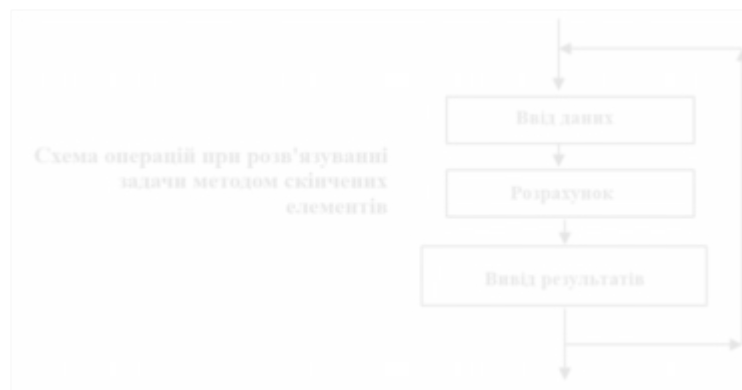 Схема операцій при розв'язуванні
задачи методом скінчених
елементів
Ввід даних
Розрахунок
Вивід результатів